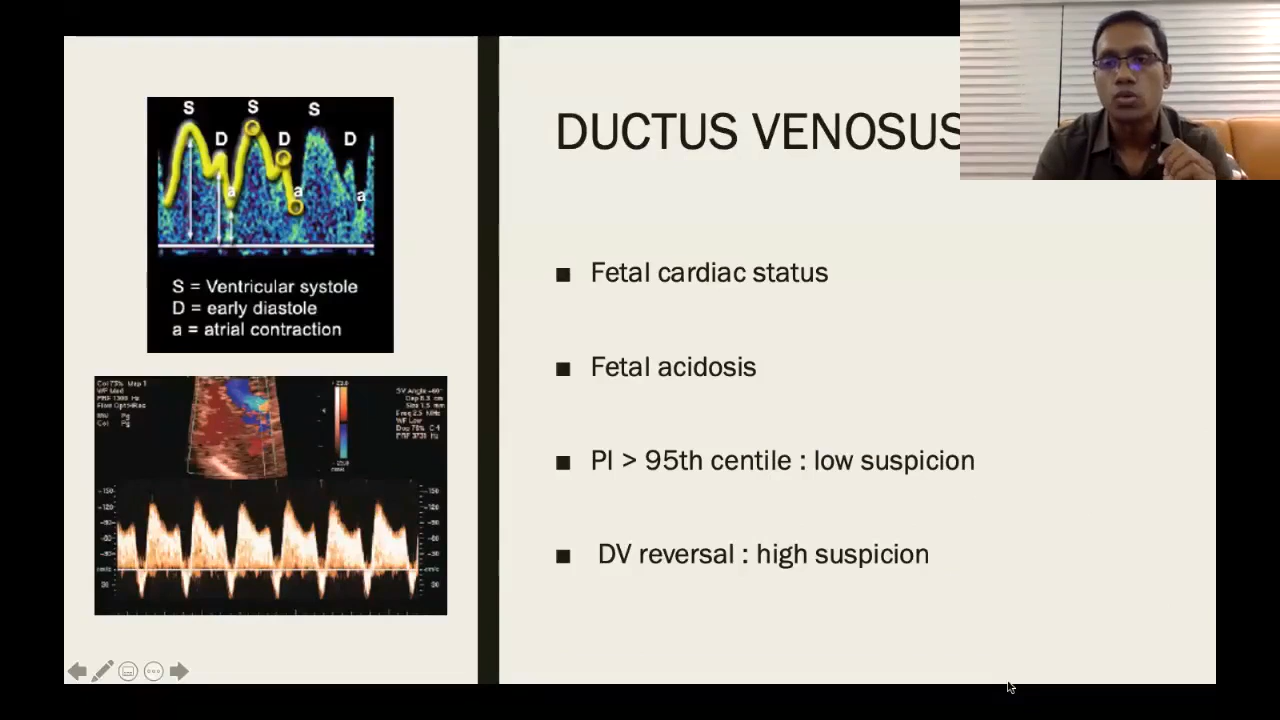 DUCTUS VENOSUS
S S S
D D D
a a a
S = Ventricular systole
D = early diastole
a = atrial contraction
Fetal cardiac status
Fetal acidosis
PI > 95th centile : low suspicion
DV reversal : high suspicion